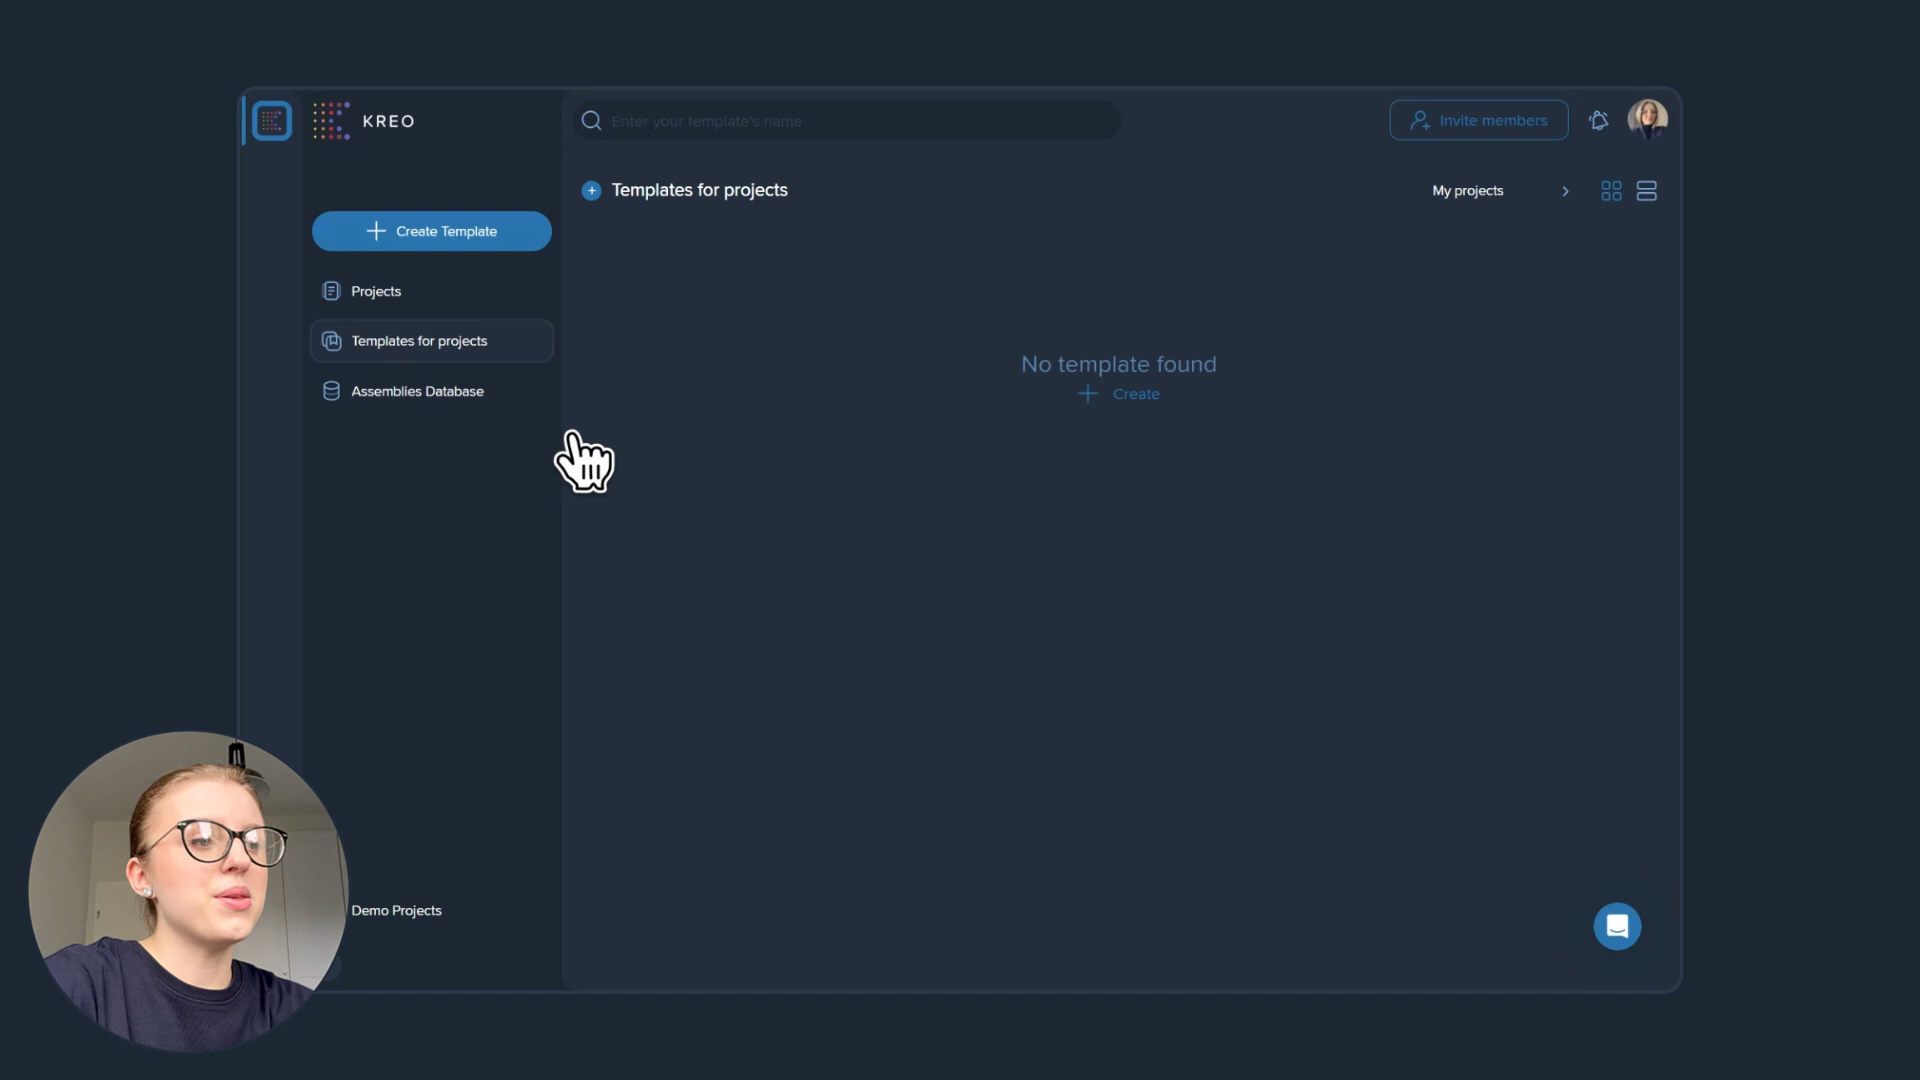 KREO
Enter your template's name
Invite members
Templates for projects
My projects
Create Template
Projects
Templates for projects
Assemblies Database
No template found
Create
Demo Projects